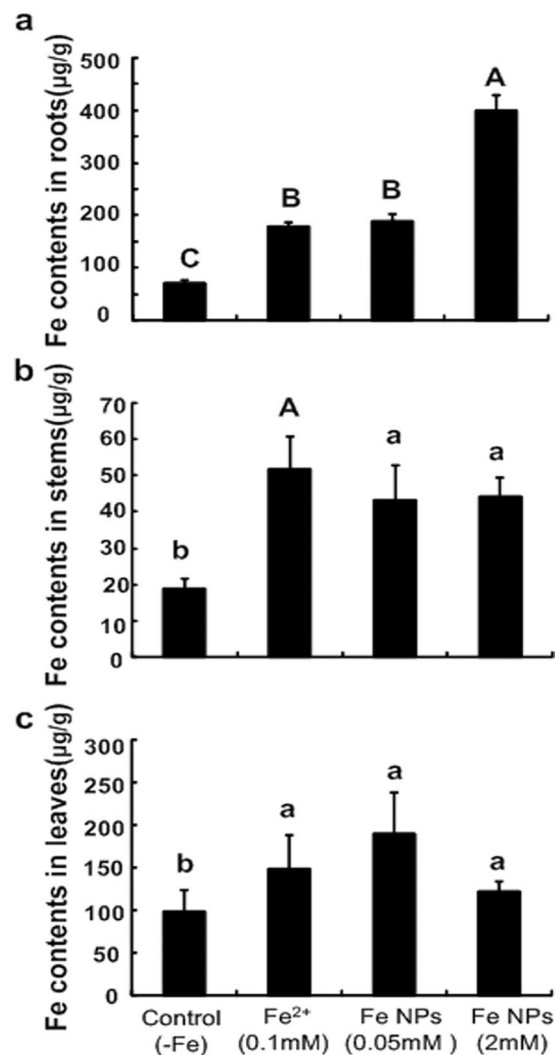 a
Fe contents in roots(µg/g)
500
400
300
200
100
0
C
B
B
A
b
Fe contents in stems(µg/g)
70
60
50
40
30
20
10
0
b
A
a
a
c
Fe contents in leaves(µg/g)
300
250
200
150
100
50
0
b
a
a
a
Control Fe²⁺ Fe NPs Fe NPs
(-Fe) (0.1mM) (0.05mM ) (2mM)